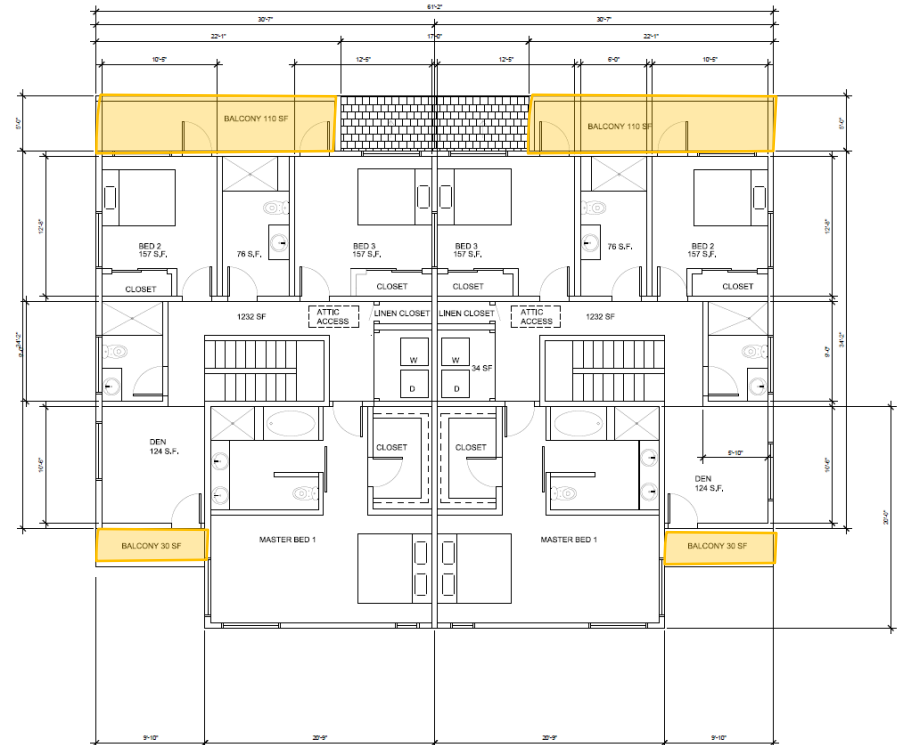 61'-2"
30'-7" 30'-7"
22'-1" 17'-0" 22'-1"
10'-5" 12'-5" 12'-5" 10'-5"
BALCONY 110 SF BALCONY 110 SF
BED 2 BED 3 BED 3 BED 2
157 S.F. 76 S.F. 157 S.F. 157 S.F. 76 S.F. 157 S.F.
CLOSET CLOSET CLOSET CLOSET
1232 SF ATTIC LINEN CLOSET LINEN CLOSET ATTIC 1232 SF
ACCESS ACCESS
W W
34 SF
D D
DEN CLOSET CLOSET
124 S.F.
9'-10"
DEN
124 S.F.
BALCONY 30 SF MASTER BED 1 MASTER BED 1 BALCONY 30 SF
9'-10" 20'-9" 20'-9" 9'-10"